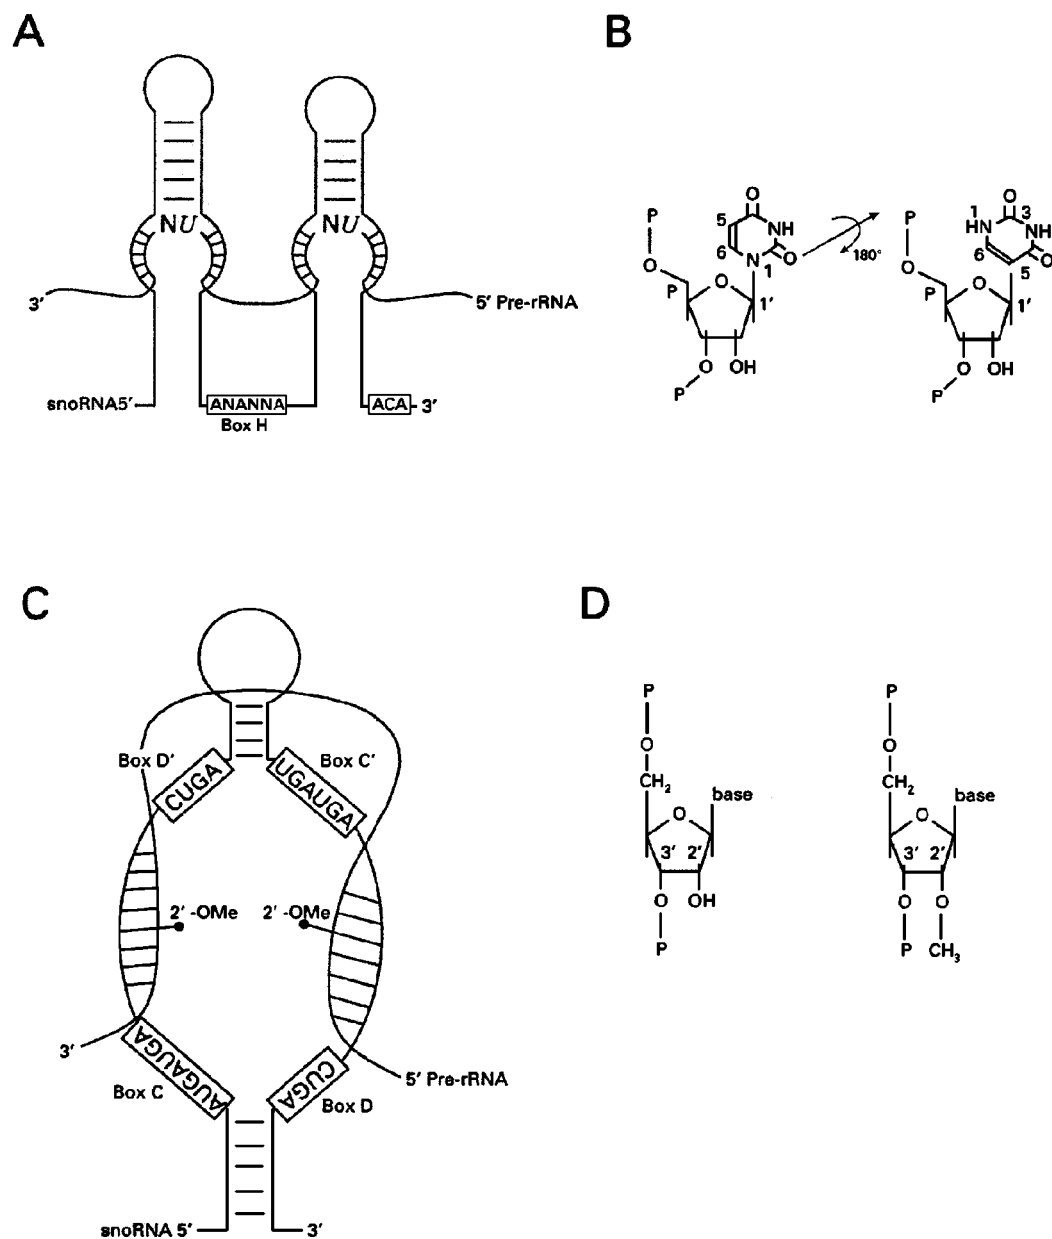 A
NU
NU
3′
5′ Pre-rRNA
snoRNA5′
ANANNA
ACA
3′
Box H
B
P
O
P
O
5
NH
6
N
O
1
O
1′
O
OH
P
180°
P
O
P
O
1
3
HN
NH
6
O
5
O
1′
O
OH
P
C
Box D′
Box C′
CUGA
UGAUGA
2′ -OMe
2′ -OMe
3′
AUGAUGA
CUGA
5′ Pre-rRNA
Box C
Box D
snoRNA 5′
3′
D
P
O
CH2
base
O
3′ 2′
O
OH
P
P
O
CH2
base
O
3′ 2′
O
O
P
CH3